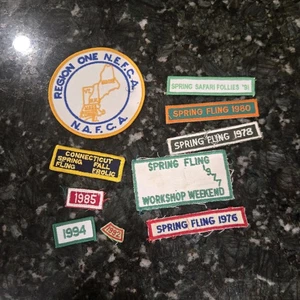 REGION ONE N.E.F.C.A.
N.A.F.C.A.
SPRING SAFARI FOLLIES '81
SPRING FLING 1980
SPRING FLING 1978
CONNECTICUT
SPRING FALL
FLING FROLIC
SPRING FLING
WORKSHOP WEEKEND
1985
SPRING FLING 1976
1994